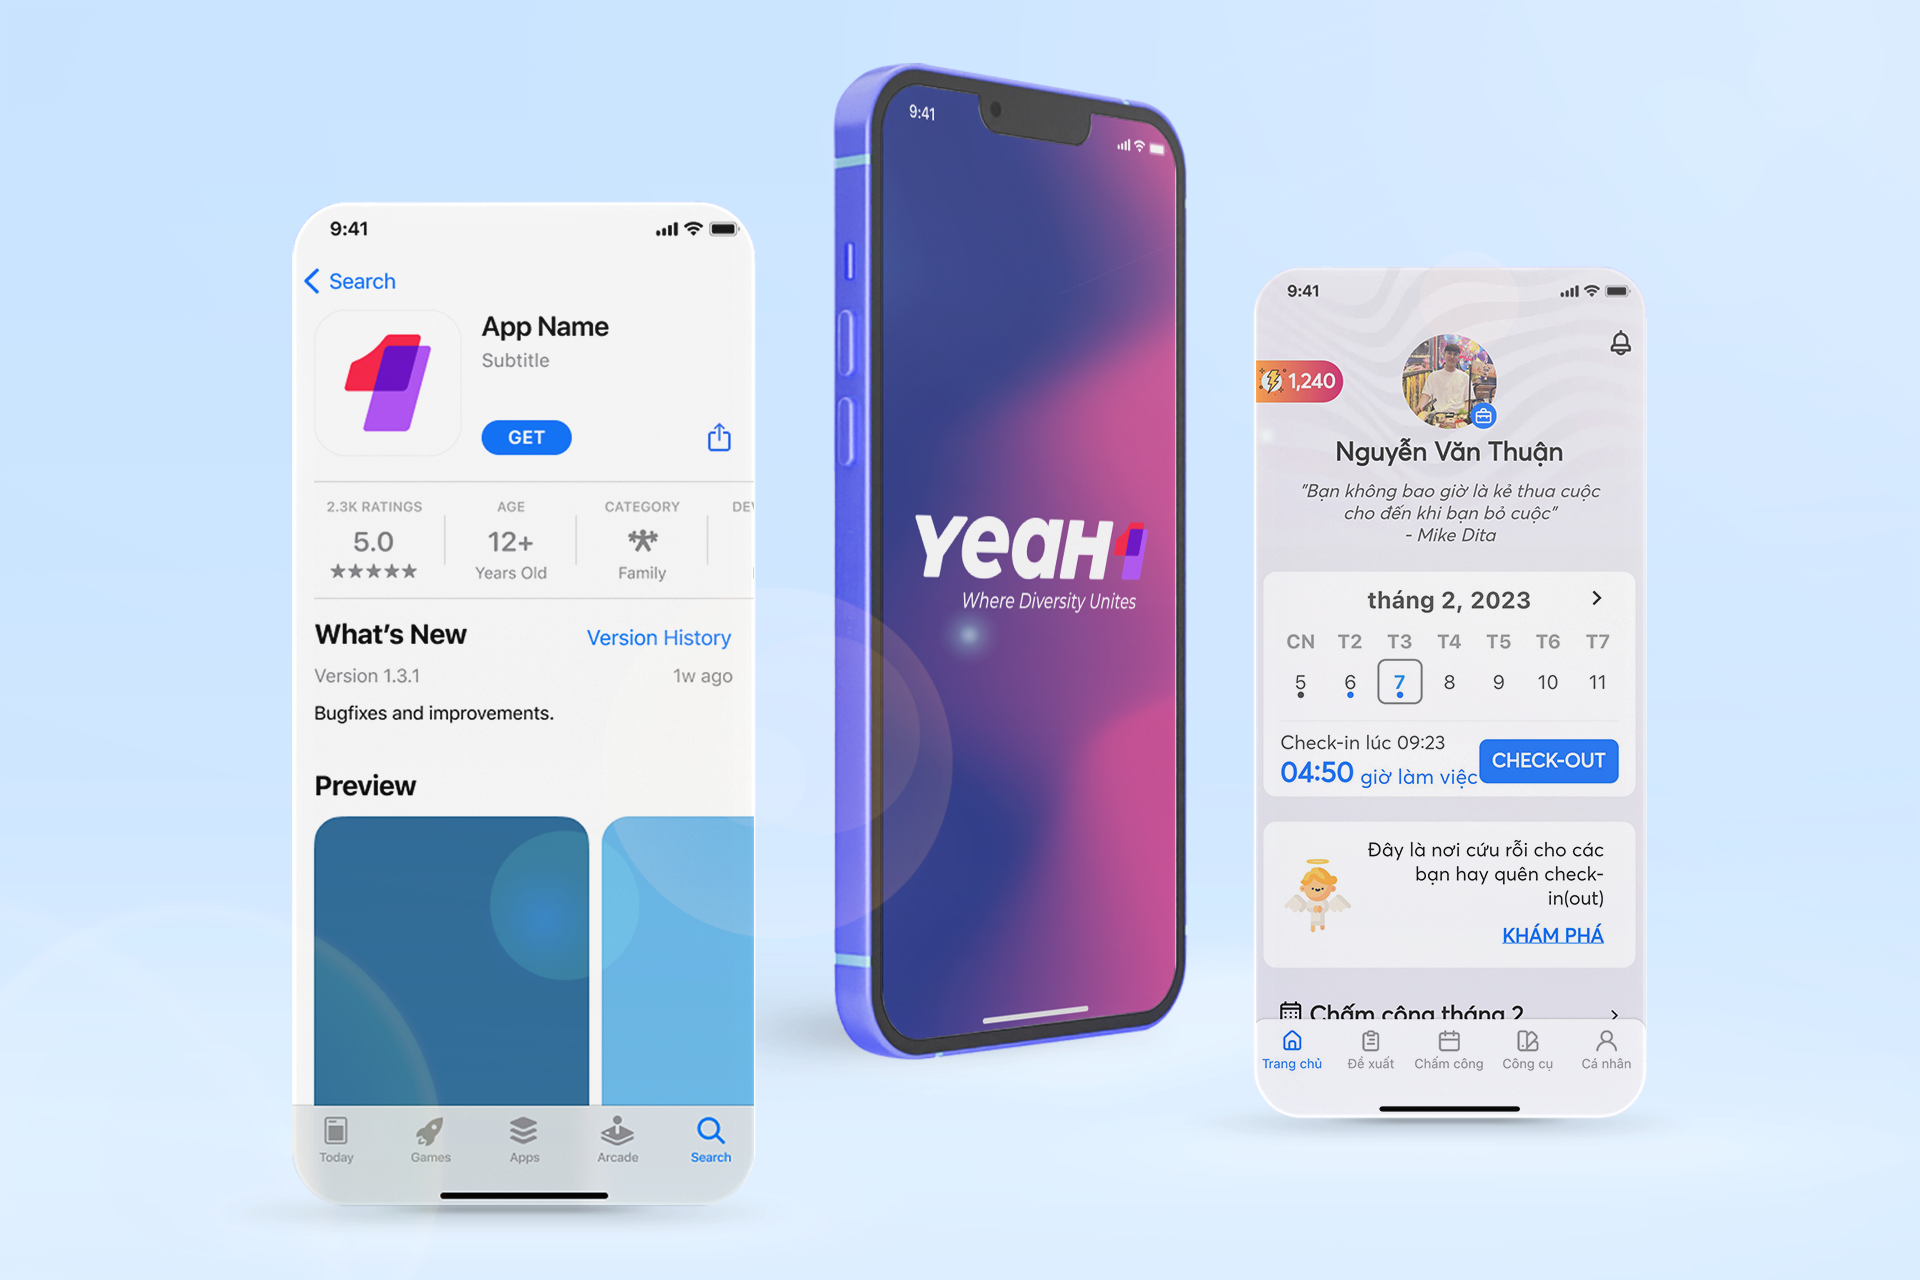 9:41
Search
App Name
Subtitle
GET
2.3K RATINGS
AGE
CATEGORY
5.0
12+
Years Old
Family
What's New
Version History
Version 1.3.1
1w ago
Bugfixes and improvements.
Preview
Today
Games
Apps
Arcade
Search
9:41
YEAH1
Where Diversity Unites
9:41
1,240
Nguyễn Văn Thuận
"Bạn không bao giờ là kẻ thua cuộc
cho đến khi bạn bỏ cuộc"
- Mike Dita
tháng 2, 2023
CN T2 T3 T4 T5 T6 T7
5 6 7 8 9 10 11
Check-in lúc 09:23
04:50 giờ làm việc
CHECK-OUT
Đây là nơi cứu rỗi cho các
bạn hay quên check-
in(out)
KHÁM PHÁ
Chấm công tháng 2
Trang chủ
Đề xuất
Chấm công
Công cụ
Cá nhân